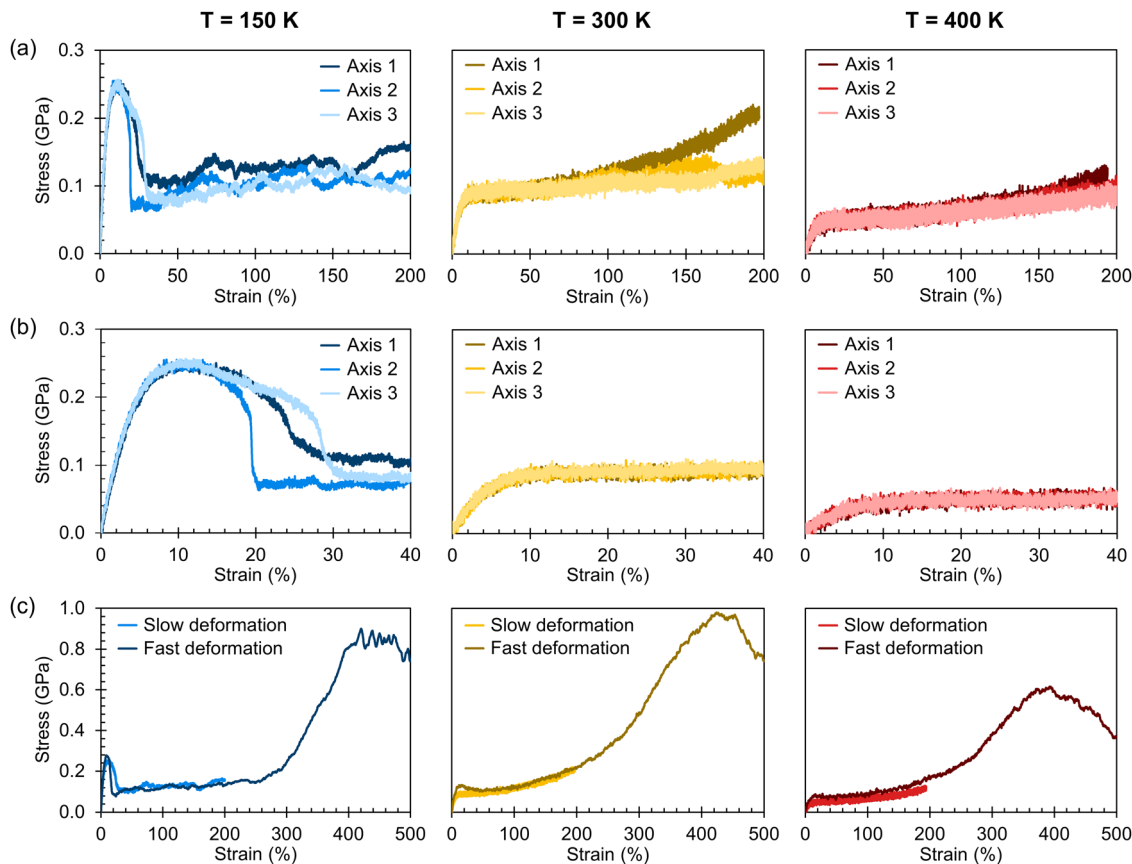 T = 150 K
T = 300 K
T = 400 K
(a)
0.3
0.2
0.1
0.0
Stress (GPa)
Axis 1
Axis 2
Axis 3
0 50 100 150 200
Strain (%)
Axis 1
Axis 2
Axis 3
0 50 100 150 200
Strain (%)
Axis 1
Axis 2
Axis 3
0 50 100 150 200
Strain (%)
(b)
0.3
0.2
0.1
0.0
Stress (GPa)
Axis 1
Axis 2
Axis 3
0 10 20 30 40
Strain (%)
Axis 1
Axis 2
Axis 3
0 10 20 30 40
Strain (%)
Axis 1
Axis 2
Axis 3
0 10 20 30 40
Strain (%)
(c)
1.0
0.8
0.6
0.4
0.2
0.0
Stress (GPa)
Slow deformation
Fast deformation
0 100 200 300 400 500
Strain (%)
Slow deformation
Fast deformation
0 100 200 300 400 500
Strain (%)
Slow deformation
Fast deformation
0 100 200 300 400 500
Strain (%)